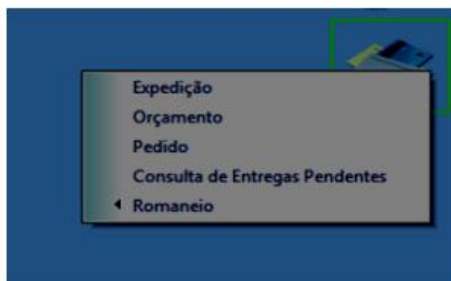 Expedição
Orçamento
Pedido
Consulta de Entregas Pendentes
Romaneio